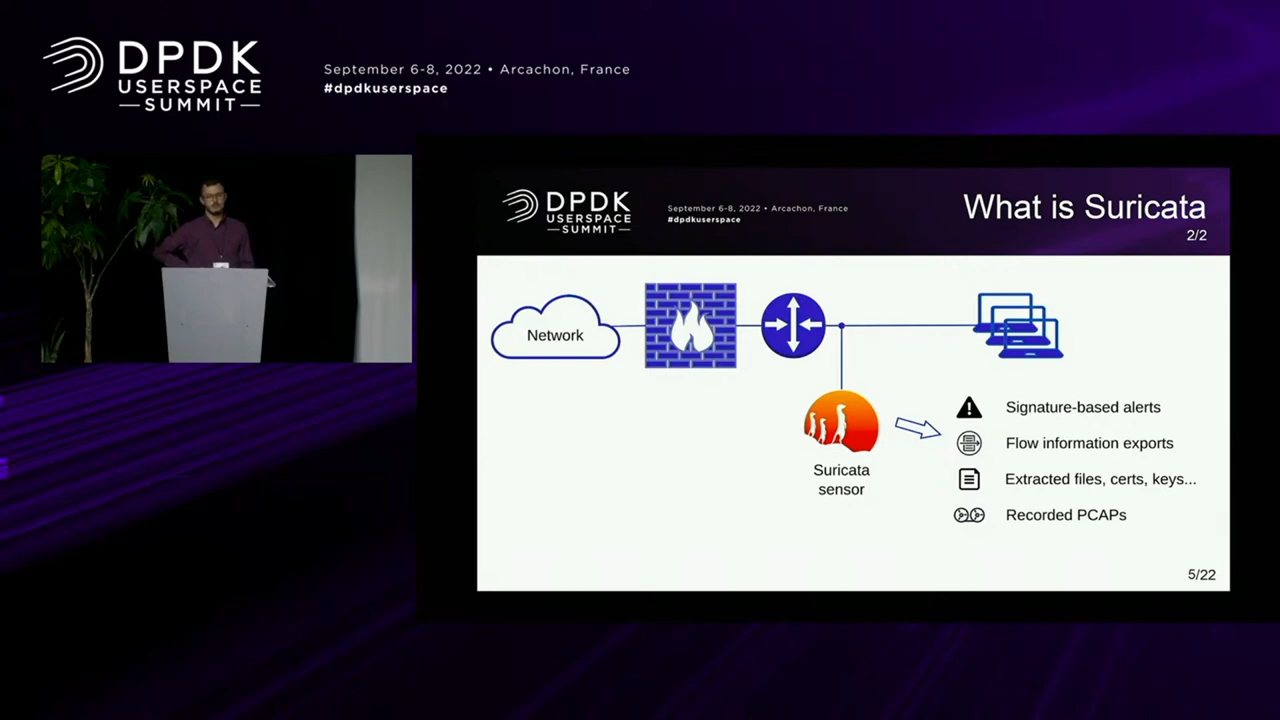 DPDK
USERSPACE
SUMMIT
September 6-8, 2022 • Arcachon, France
#dpdkuserspace
DPDK
USERSPACE
SUMMIT
September 6-8, 2022 • Arcachon, France
#dpdkuserspace
What is Suricata
2/2
Network
Suricata
sensor
Signature-based alerts
Flow information exports
Extracted files, certs, keys...
Recorded PCAPs
5/22